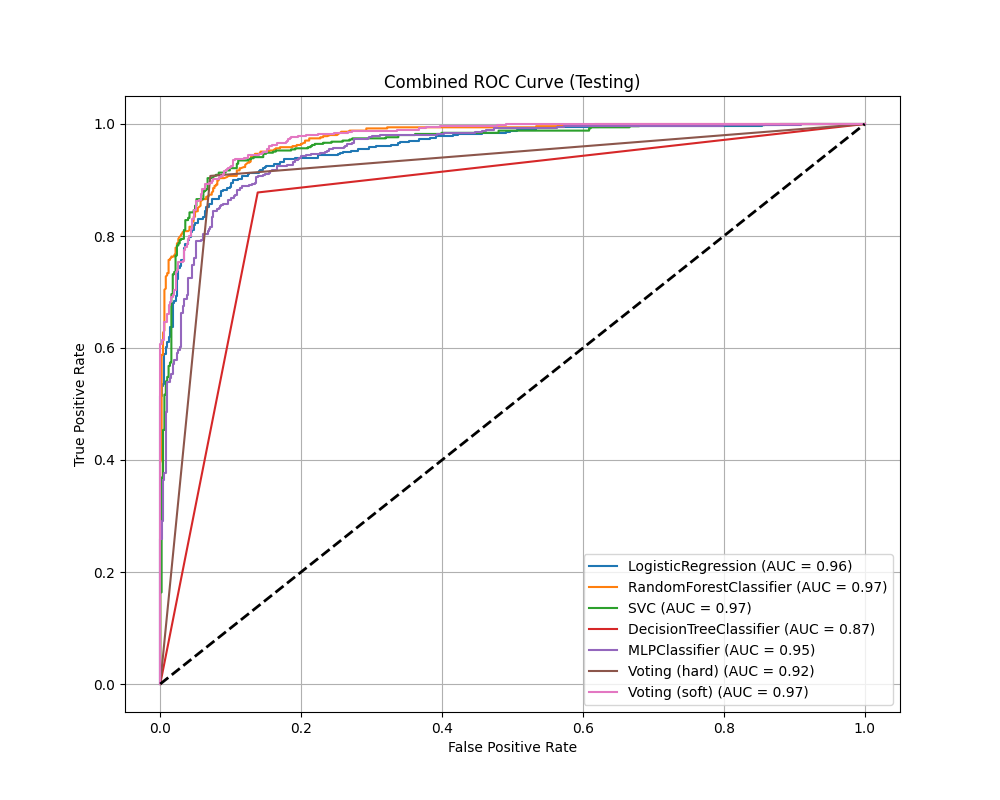 Combined ROC Curve (Testing)
True Positive Rate
1.0
0.8
0.6
0.4
0.2
0.0
0.0 0.2 0.4 0.6 0.8 1.0
False Positive Rate
LogisticRegression (AUC = 0.96)
RandomForestClassifier (AUC = 0.97)
SVC (AUC = 0.97)
DecisionTreeClassifier (AUC = 0.87)
MLPClassifier (AUC = 0.95)
Voting (hard) (AUC = 0.92)
Voting (soft) (AUC = 0.97)